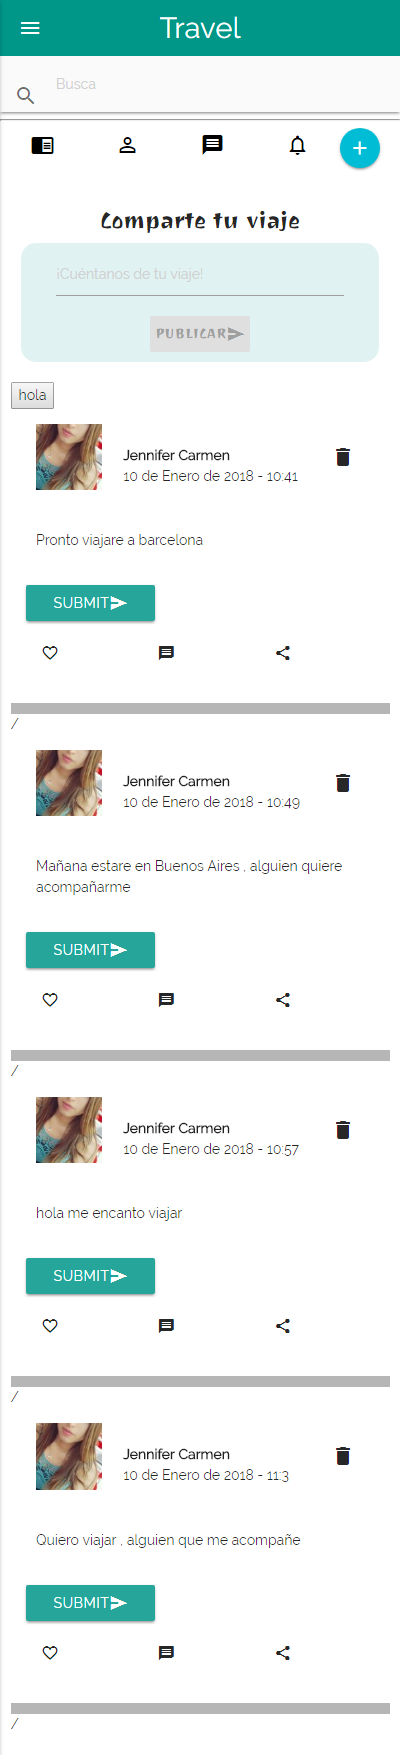 Travel
Busca
Comparte tu viaje
¡Cuéntanos de tu viaje!
PUBLICAR
hola
Jennifer Carmen
10 de Enero de 2018 - 10:41
Pronto viajare a barcelona
SUBMIT
/
Jennifer Carmen
10 de Enero de 2018 - 10:49
Mañana estare en Buenos Aires , alguien quiere
acompañarme
SUBMIT
/
Jennifer Carmen
10 de Enero de 2018 - 10:57
hola me encanto viajar
SUBMIT
/
Jennifer Carmen
10 de Enero de 2018 - 11:3
Quiero viajar , alguien que me acompañe
SUBMIT
/